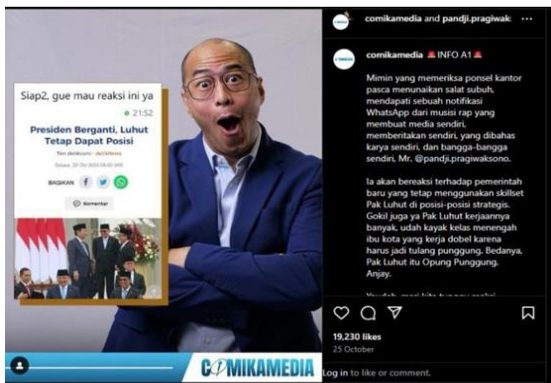 Siap2, gue mau reaksi ini ya
21:52
Presiden Berganti, Luhut
Tetap Dapat Posisi
BAGIKAN
Komentar
COMIKAMEDIA
comikamedia and pandji.pragiwak
comikamedia 🚨 INFO A1 🚨
Mimin yang memeriksa ponsel kantor
pasca menunaikan salat subuh,
mendapati sebuah notifikasi
WhatsApp dari musisi rap yang
membuat media sendiri,
memberitakan sendiri, yang dibahas
karya sendiri, dan bangga-bangga
sendiri, Mr. @pandji.pragiwaksono.
Ia akan bereaksi terhadap pemerintah
baru yang tetap menggunakan skillset
Pak Luhut di posisi-posisi strategis.
Gokil juga ya Pak Luhut kerjaannya
banyak, udah kayak kelas menengah
ibu kota yang kerja dobel karena
harus jadi tulang punggung. Bedanya,
Pak Luhut itu Opung Punggung.
Anjay.
19,230 likes
25 October
Log in to like or comment.